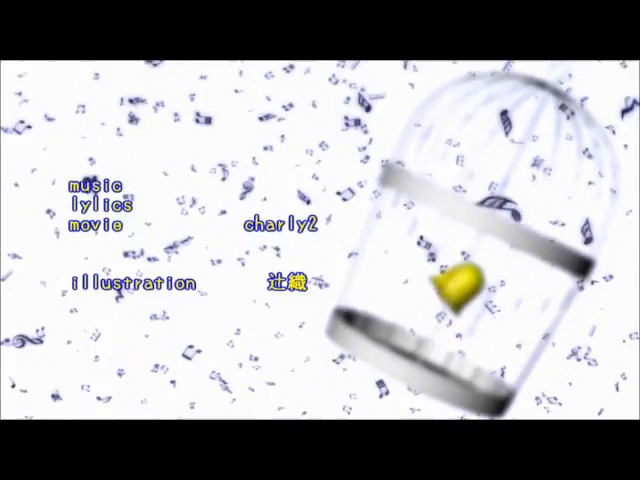 music
lylics
movie charly2
illustration 辻織